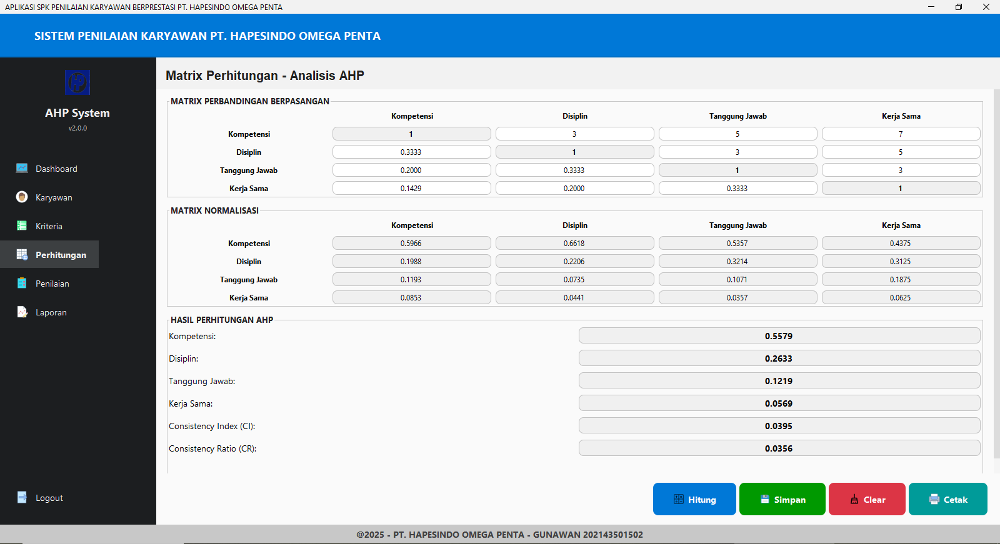 APLIKASI SPK PENILAIAN KARYAWAN BERPRESTASI PT. HAPESINDO OMEGA PENTA
SISTEM PENILAIAN KARYAWAN PT. HAPESINDO OMEGA PENTA
HP
AHP System
v2.0.0
Dashboard
Karyawan
Kriteria
Perhitungan
Penilaian
Laporan
Logout
Matrix Perhitungan - Analisis AHP
MATRIX PERBANDINGAN BERPASANGAN
Kompetensi Disiplin Tanggung Jawab Kerja Sama
Kompetensi 1 3 5 7
Disiplin 0.3333 1 3 5
Tanggung Jawab 0.2000 0.3333 1 3
Kerja Sama 0.1429 0.2000 0.3333 1
MATRIX NORMALISASI
Kompetensi Disiplin Tanggung Jawab Kerja Sama
Kompetensi 0.5966 0.6618 0.5357 0.4375
Disiplin 0.1988 0.2206 0.3214 0.3125
Tanggung Jawab 0.1193 0.0735 0.1071 0.1875
Kerja Sama 0.0853 0.0441 0.0357 0.0625
HASIL PERHITUNGAN AHP
Kompetensi: 0.5579
Disiplin: 0.2633
Tanggung Jawab: 0.1219
Kerja Sama: 0.0569
Consistency Index (CI): 0.0395
Consistency Ratio (CR): 0.0356
Hitung Simpan Clear Cetak
@2025 - PT. HAPESINDO OMEGA PENTA - GUNAWAN 202143501502